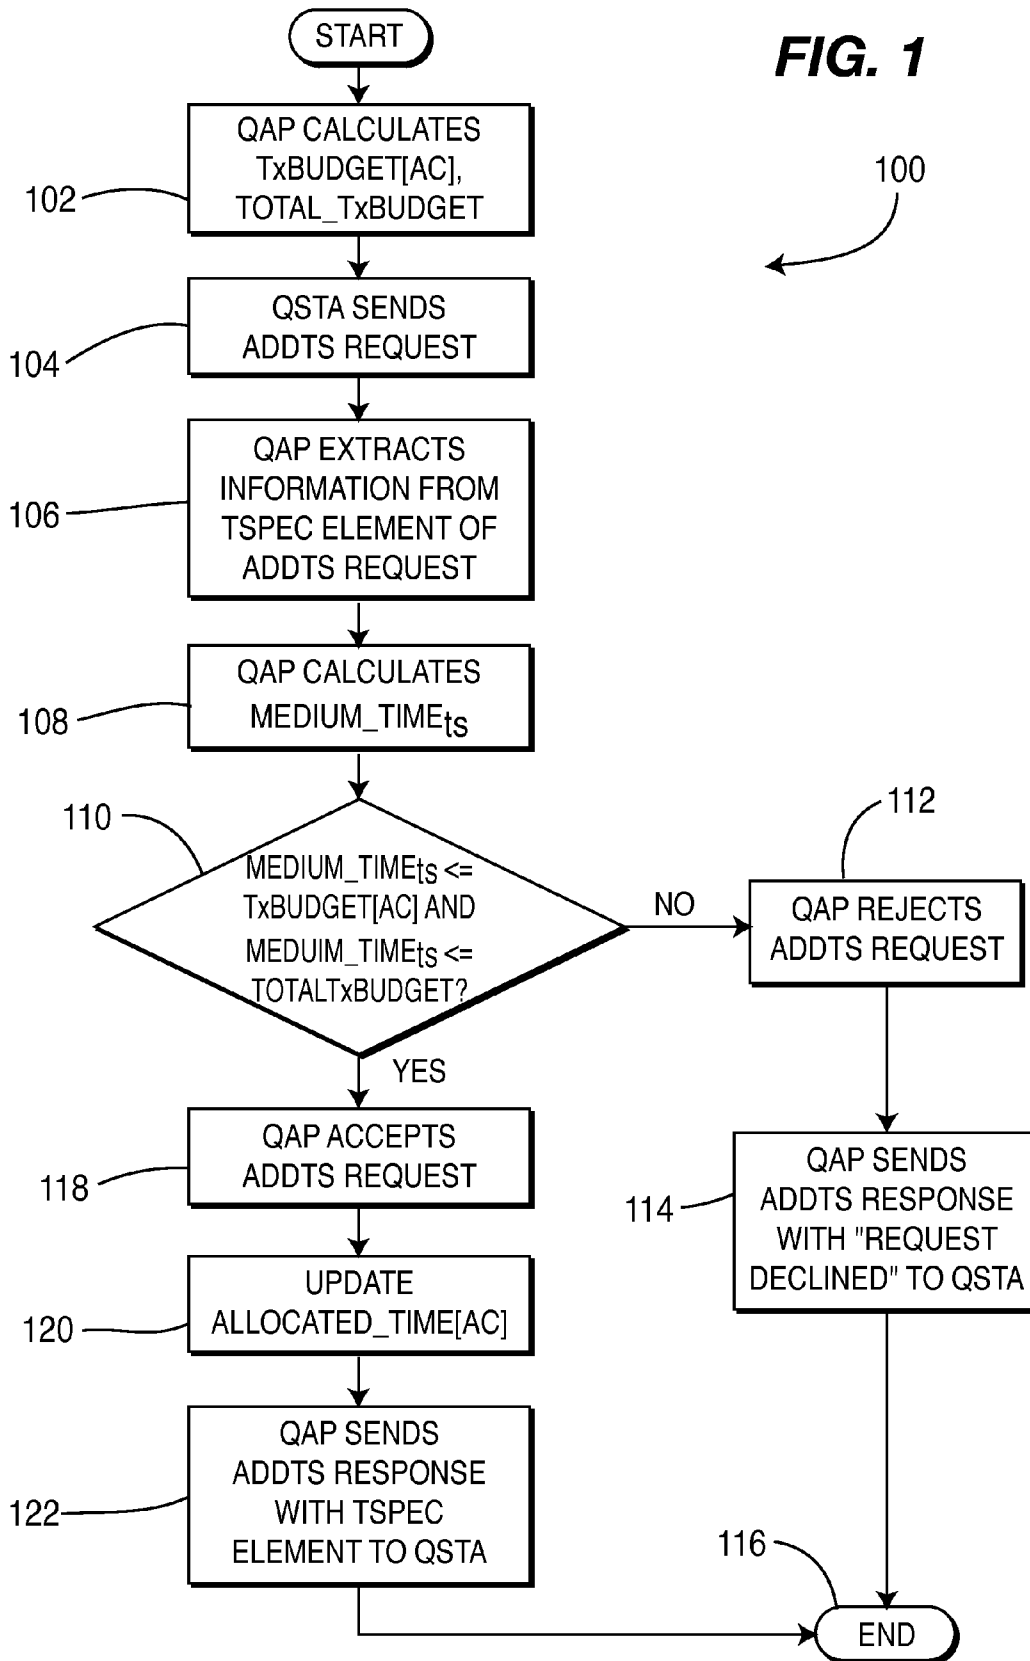 START
FIG. 1
QAP CALCULATES
TxBUDGET[AC],
TOTAL_TxBUDGET
102
100
QSTA SENDS
ADDTS REQUEST
104
QAP EXTRACTS
INFORMATION FROM
TSPEC ELEMENT OF
ADDTS REQUEST
106
QAP CALCULATES
MEDIUM_TIMEts
108
110
MEDIUM_TIMEts <=
TxBUDGET[AC] AND
MEDUIM_TIMEts <=
TOTALTxBUDGET?
NO
112
QAP REJECTS
ADDTS REQUEST
YES
QAP ACCEPTS
ADDTS REQUEST
118
114
QAP SENDS
ADDTS RESPONSE
WITH "REQUEST
DECLINED" TO QSTA
UPDATE
ALLOCATED_TIME[AC]
120
QAP SENDS
ADDTS RESPONSE
WITH TSPEC
ELEMENT TO QSTA
122
116
END